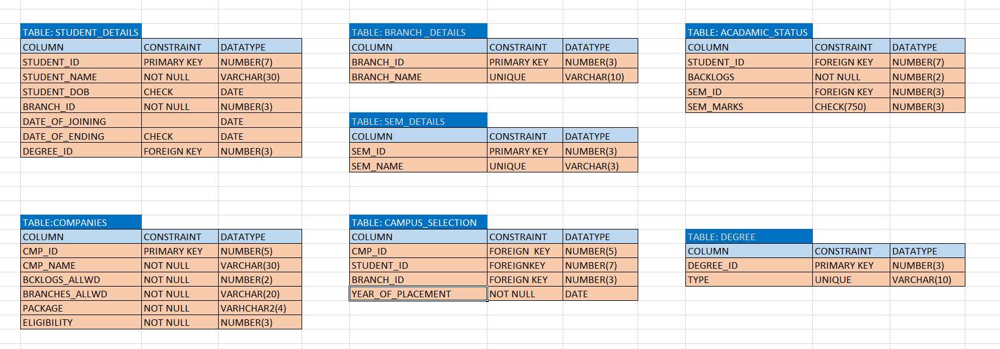 TABLE: STUDENT_DETAILS
COLUMN CONSTRAINT DATATYPE
STUDENT_ID PRIMARY KEY NUMBER(7)
STUDENT_NAME NOT NULL VARCHAR(30)
STUDENT_DOB CHECK DATE
BRANCH_ID NOT NULL NUMBER(3)
DATE_OF_JOINING DATE
DATE_OF_ENDING CHECK DATE
DEGREE_ID FOREIGN KEY NUMBER(3)
TABLE: BRANCH _DETAILS
COLUMN CONSTRAINT DATATYPE
BRANCH_ID PRIMARY KEY NUMBER(3)
BRANCH_NAME UNIQUE VARCHAR(10)
TABLE: SEM_DETAILS
COLUMN CONSTRAINT DATATYPE
SEM_ID PRIMARY KEY NUMBER(3)
SEM_NAME UNIQUE VARCHAR(3)
TABLE: ACADAMIC_STATUS
COLUMN CONSTRAINT DATATYPE
STUDENT_ID FOREIGN KEY NUMBER(7)
BACKLOGS NOT NULL NUMBER(2)
SEM_ID FOREIGN KEY NUMBER(3)
SEM_MARKS CHECK(750) NUMBER(3)
TABLE:COMPANIES
COLUMN CONSTRAINT DATATYPE
CMP_ID PRIMARY KEY NUMBER(5)
CMP_NAME NOT NULL VARCHAR(30)
BCKLOGS_ALLWD NOT NULL NUMBER(2)
BRANCHES_ALLWD NOT NULL VARCHAR(20)
PACKAGE NOT NULL VARHCHAR2(4)
ELIGIBILITY NOT NULL NUMBER(3)
TABLE: CAMPUS_SELECTION
COLUMN CONSTRAINT DATATYPE
CMP_ID FOREIGN  KEY NUMBER(5)
STUDENT_ID FOREIGNKEY NUMBER(7)
BRANCH_ID FOREIGN KEY NUMBER(3)
YEAR_OF_PLACEMENT NOT NULL DATE
TABLE: DEGREE
COLUMN CONSTRAINT DATATYPE
DEGREE_ID PRIMARY KEY NUMBER(3)
TYPE UNIQUE VARCHAR(10)